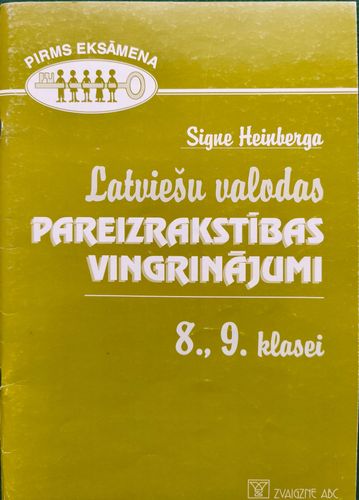 PIRMS EKSĀMENA
Signe Heinberga
Latviešu valodas
PAREIZRAKSTĪBAS
VINGRINĀJUMI
8., 9. klasei
ZVAIGZNE ABC